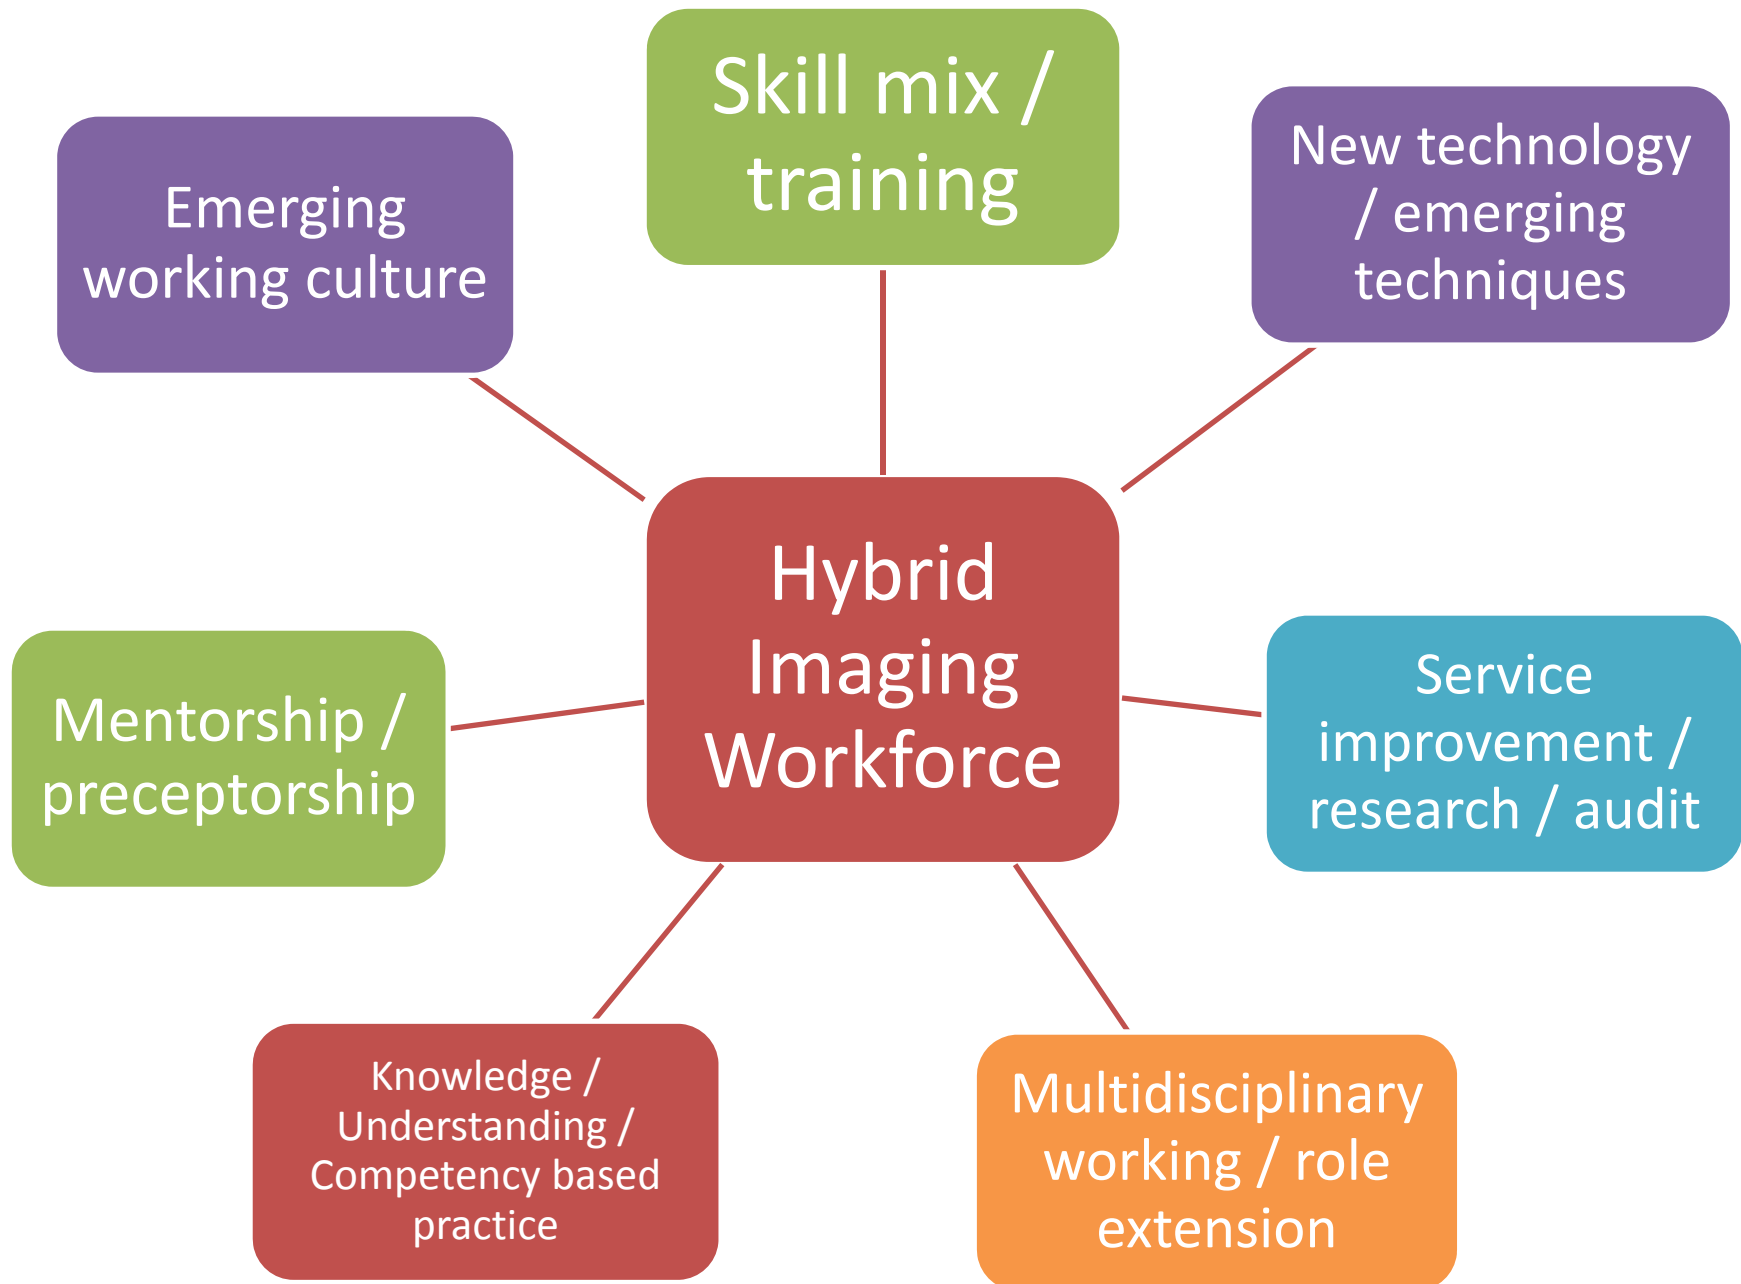 Skill mix /
training
New technology
/ emerging
techniques
Emerging
working culture
Hybrid
Imaging
Workforce
Service
improvement /
research / audit
Mentorship /
preceptorship
Knowledge /
Understanding /
Competency based
practice
Multidisciplinary
working / role
extension